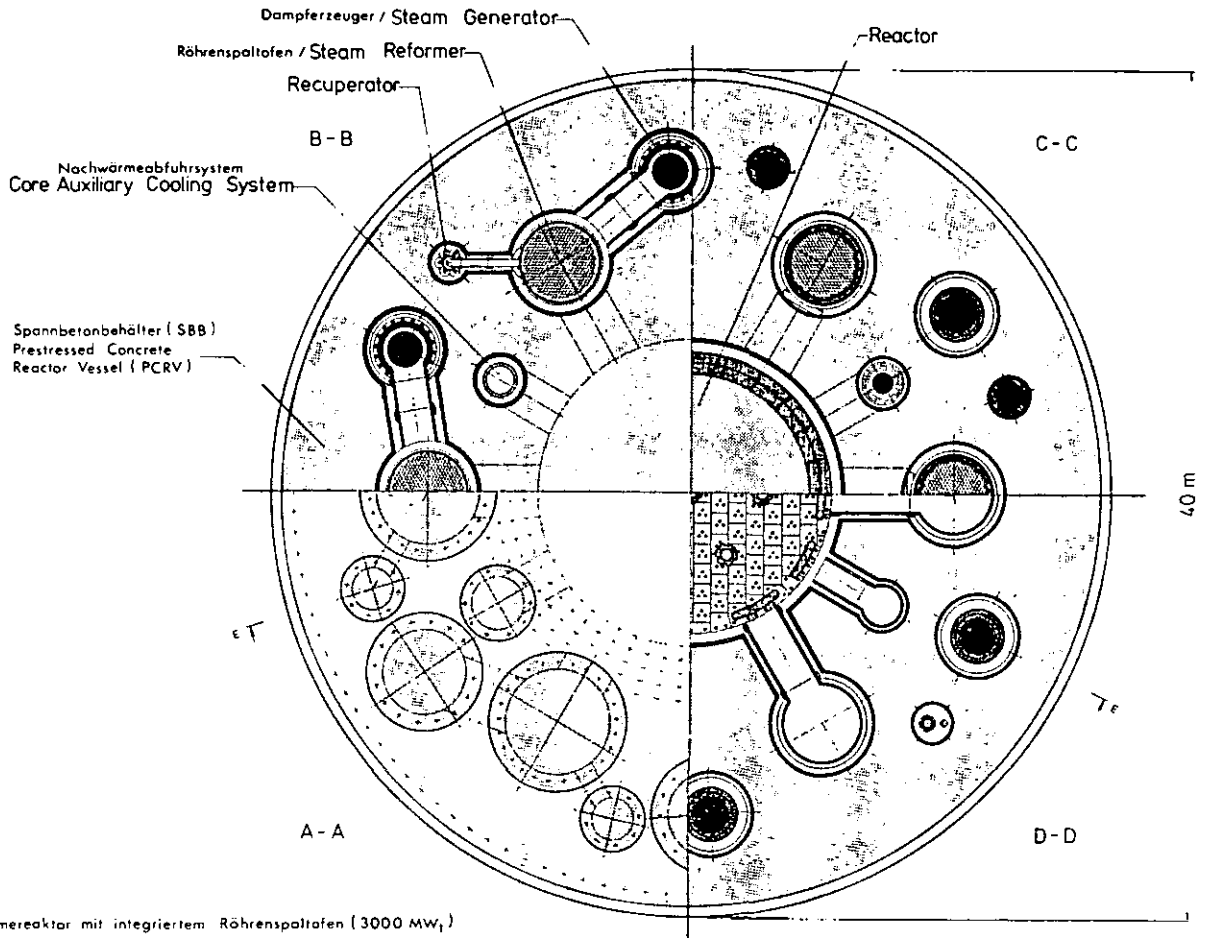 Dampferzeuger / Steam Generator
Röhrenspaltofen / Steam Reformer
Recuperator
Reactor
B-B
C-C
Nachwärmeabfuhrsystem
Core Auxiliary Cooling System
Spannbetonbehälter ( SBB )
Prestressed Concrete
Reactor Vessel ( PCRV )
40 m
E
E
A-A
D-D
mereaktor mit integriertem Röhrenspaltofen ( 3000 MWt )